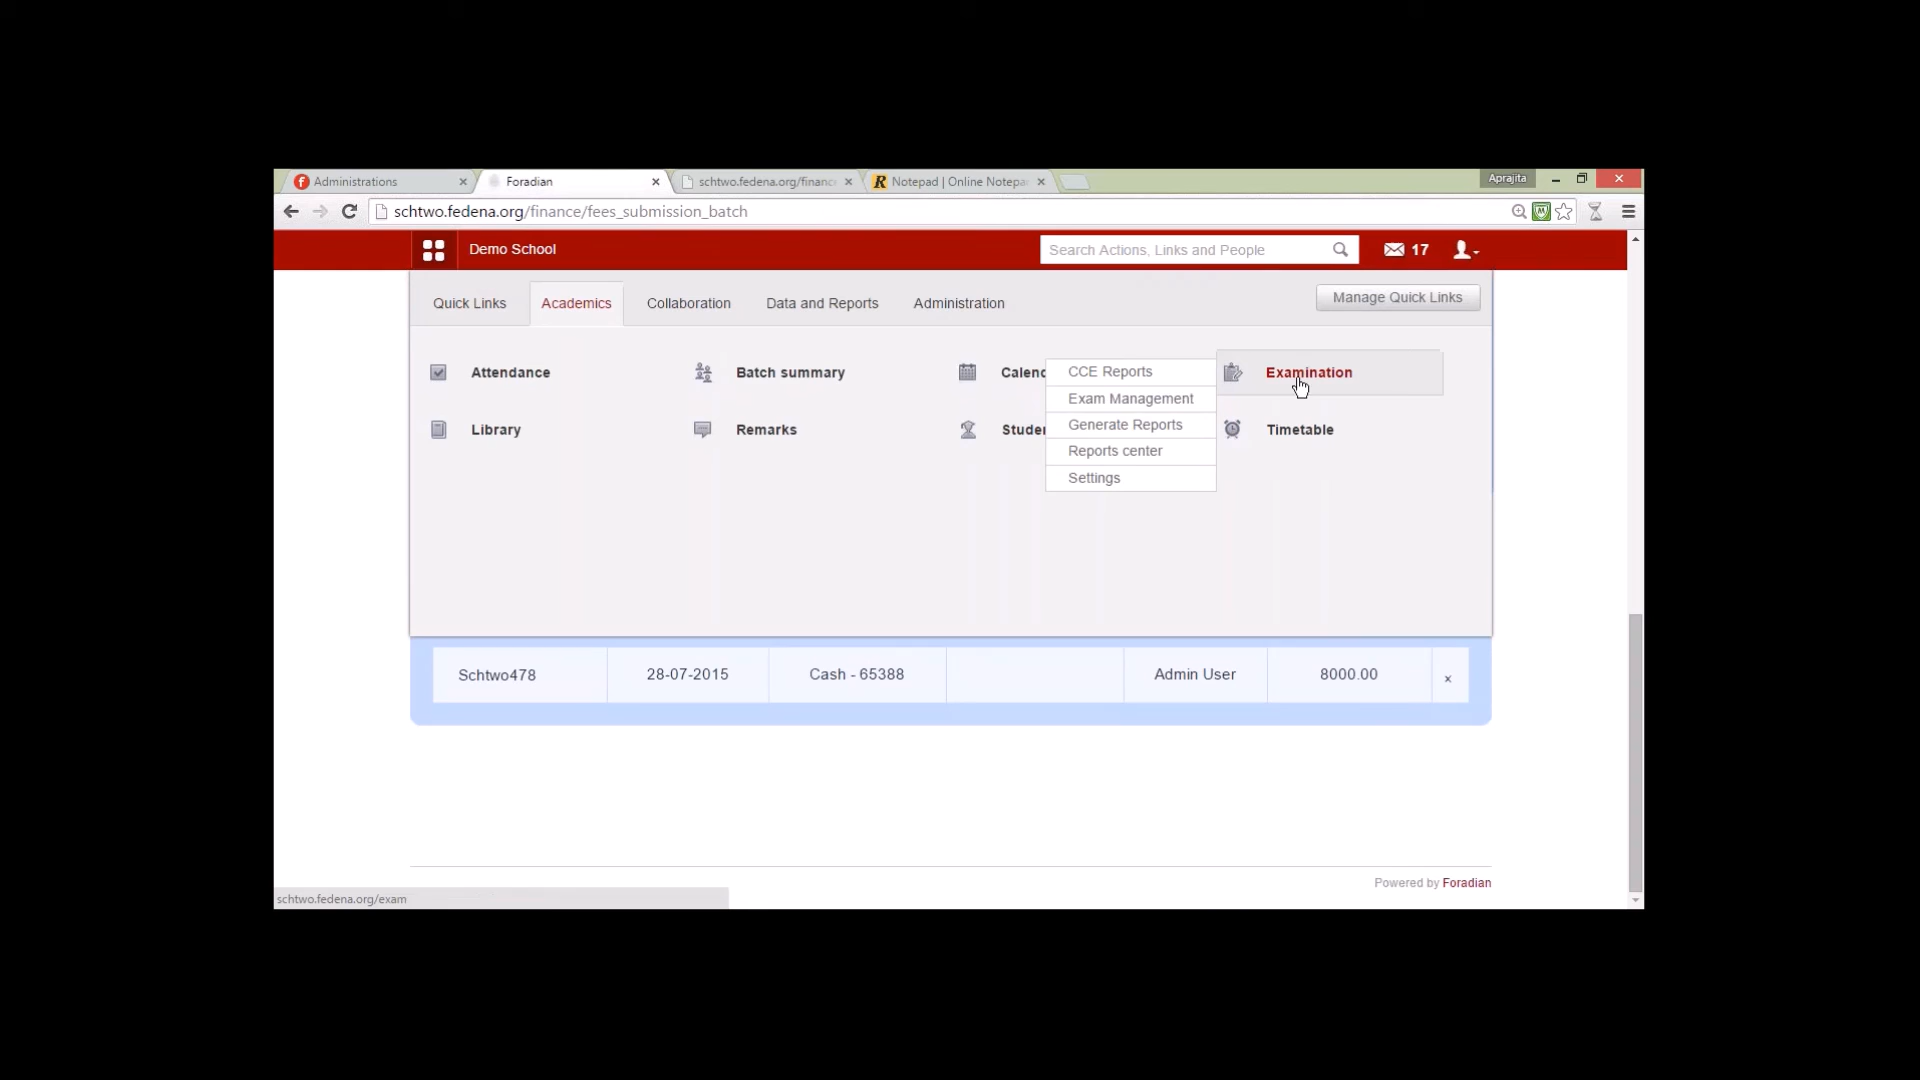 Administrations
Foradian
schtwo.fedena.org/financ
Notepad | Online Notepa
Aprajita
schtwo.fedena.org/finance/fees_submission_batch
Demo School
Search Actions, Links and People
17
Quick Links
Academics
Collaboration
Data and Reports
Administration
Manage Quick Links
Attendance
Batch summary
Calend
CCE Reports
Examination
Exam Management
Generate Reports
Library
Remarks
Studen
Timetable
Reports center
Settings
Schtwo478
28-07-2015
Cash - 65388
Admin User
8000.00
x
Powered by Foradian
schtwo.fedena.org/exam